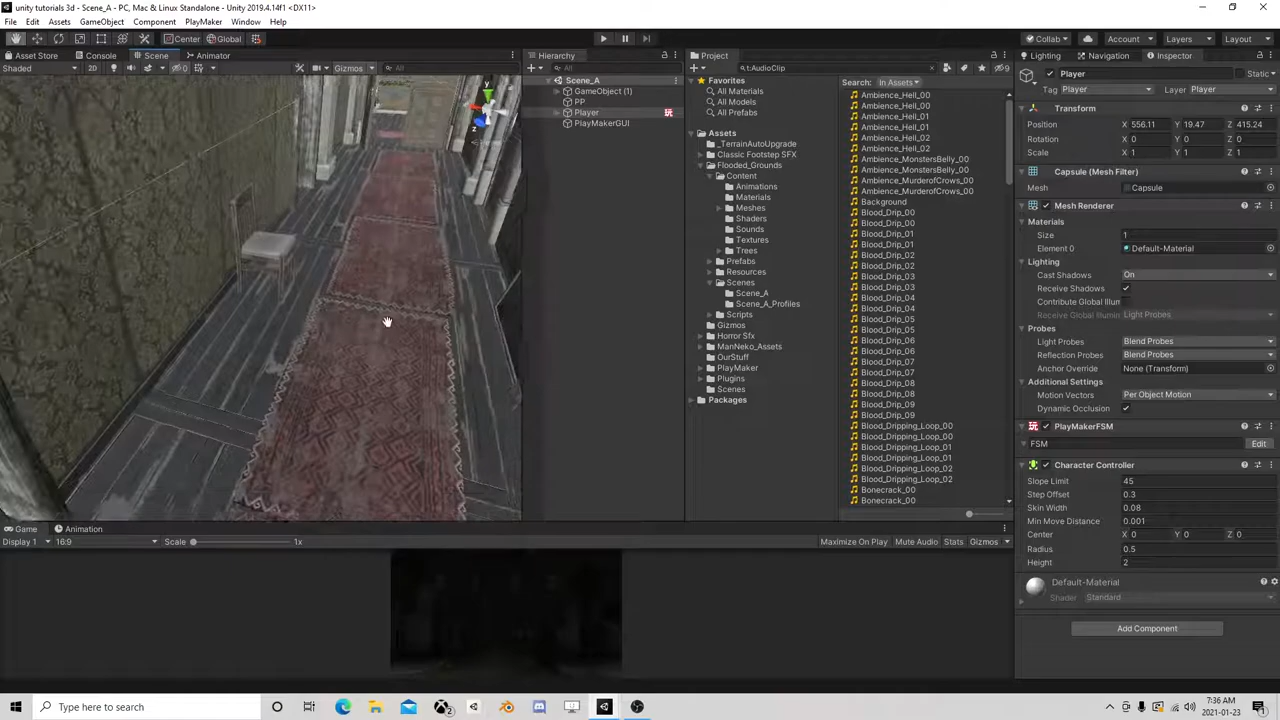 unity tutorials 3d - Scene_A - PC, Mac & Linux Standalone - Unity 2019.4.14f1 <DX11>
File Edit Assets GameObject Component PlayMaker Window Help
Center Global Collab Account Layers Layout
Asset Store Console Scene Animator
Shaded 2D 0 Gizmos All
y
z
Hierarchy
All
Scene_A
GameObject (1)
PP
Player
PlayMakerGUI
Project
t:AudioClip 9
Favorites
All Materials
All Models
All Prefabs
Assets
_TerrainAutoUpgrade
Classic Footstep SFX
Flooded_Grounds
Content
Animations
Materials
Meshes
Shaders
Sounds
Textures
Trees
Prefabs
Resources
Scenes
Scene_A
Scene_A_Profiles
Scripts
Gizmos
Horror Sfx
ManNeko_Assets
OurStuff
PlayMaker
Plugins
Scenes
Packages
Search: In Assets
Ambience_Hell_00
Ambience_Hell_00
Ambience_Hell_01
Ambience_Hell_01
Ambience_Hell_02
Ambience_Hell_02
Ambience_MonstersBelly_00
Ambience_MonstersBelly_00
Ambience_MurderofCrows_00
Ambience_MurderofCrows_00
Background
Blood_Drip_00
Blood_Drip_00
Blood_Drip_01
Blood_Drip_01
Blood_Drip_02
Blood_Drip_02
Blood_Drip_03
Blood_Drip_03
Blood_Drip_04
Blood_Drip_04
Blood_Drip_05
Blood_Drip_05
Blood_Drip_06
Blood_Drip_06
Blood_Drip_07
Blood_Drip_07
Blood_Drip_08
Blood_Drip_08
Blood_Drip_09
Blood_Drip_09
Blood_Dripping_Loop_00
Blood_Dripping_Loop_00
Blood_Dripping_Loop_01
Blood_Dripping_Loop_01
Blood_Dripping_Loop_02
Blood_Dripping_Loop_02
Bonecrack_00
Bonecrack_00
Lighting Navigation Inspector
Player Static
Tag Player Layer Player
Transform
Position X 556.11 Y 19.47 Z 415.24
Rotation X 0 Y 0 Z 0
Scale X 1 Y 1 Z 1
Capsule (Mesh Filter)
Mesh Capsule
Mesh Renderer
Materials
Size 1
Element 0 Default-Material
Lighting
Cast Shadows On
Receive Shadows
Contribute Global Illum
Receive Global Illumin Light Probes
Probes
Light Probes Blend Probes
Reflection Probes Blend Probes
Anchor Override None (Transform)
Additional Settings
Motion Vectors Per Object Motion
Dynamic Occlusion
PlayMakerFSM
FSM Edit
Character Controller
Slope Limit 45
Step Offset 0.3
Skin Width 0.08
Min Move Distance 0.001
Center X 0 Y 0 Z 0
Radius 0.5
Height 2
Default-Material
Shader Standard
Add Component
Game Animation
Display 1 16:9 Scale 1x Maximize On Play Mute Audio Stats Gizmos
Type here to search
7:36 AM
2021-01-23